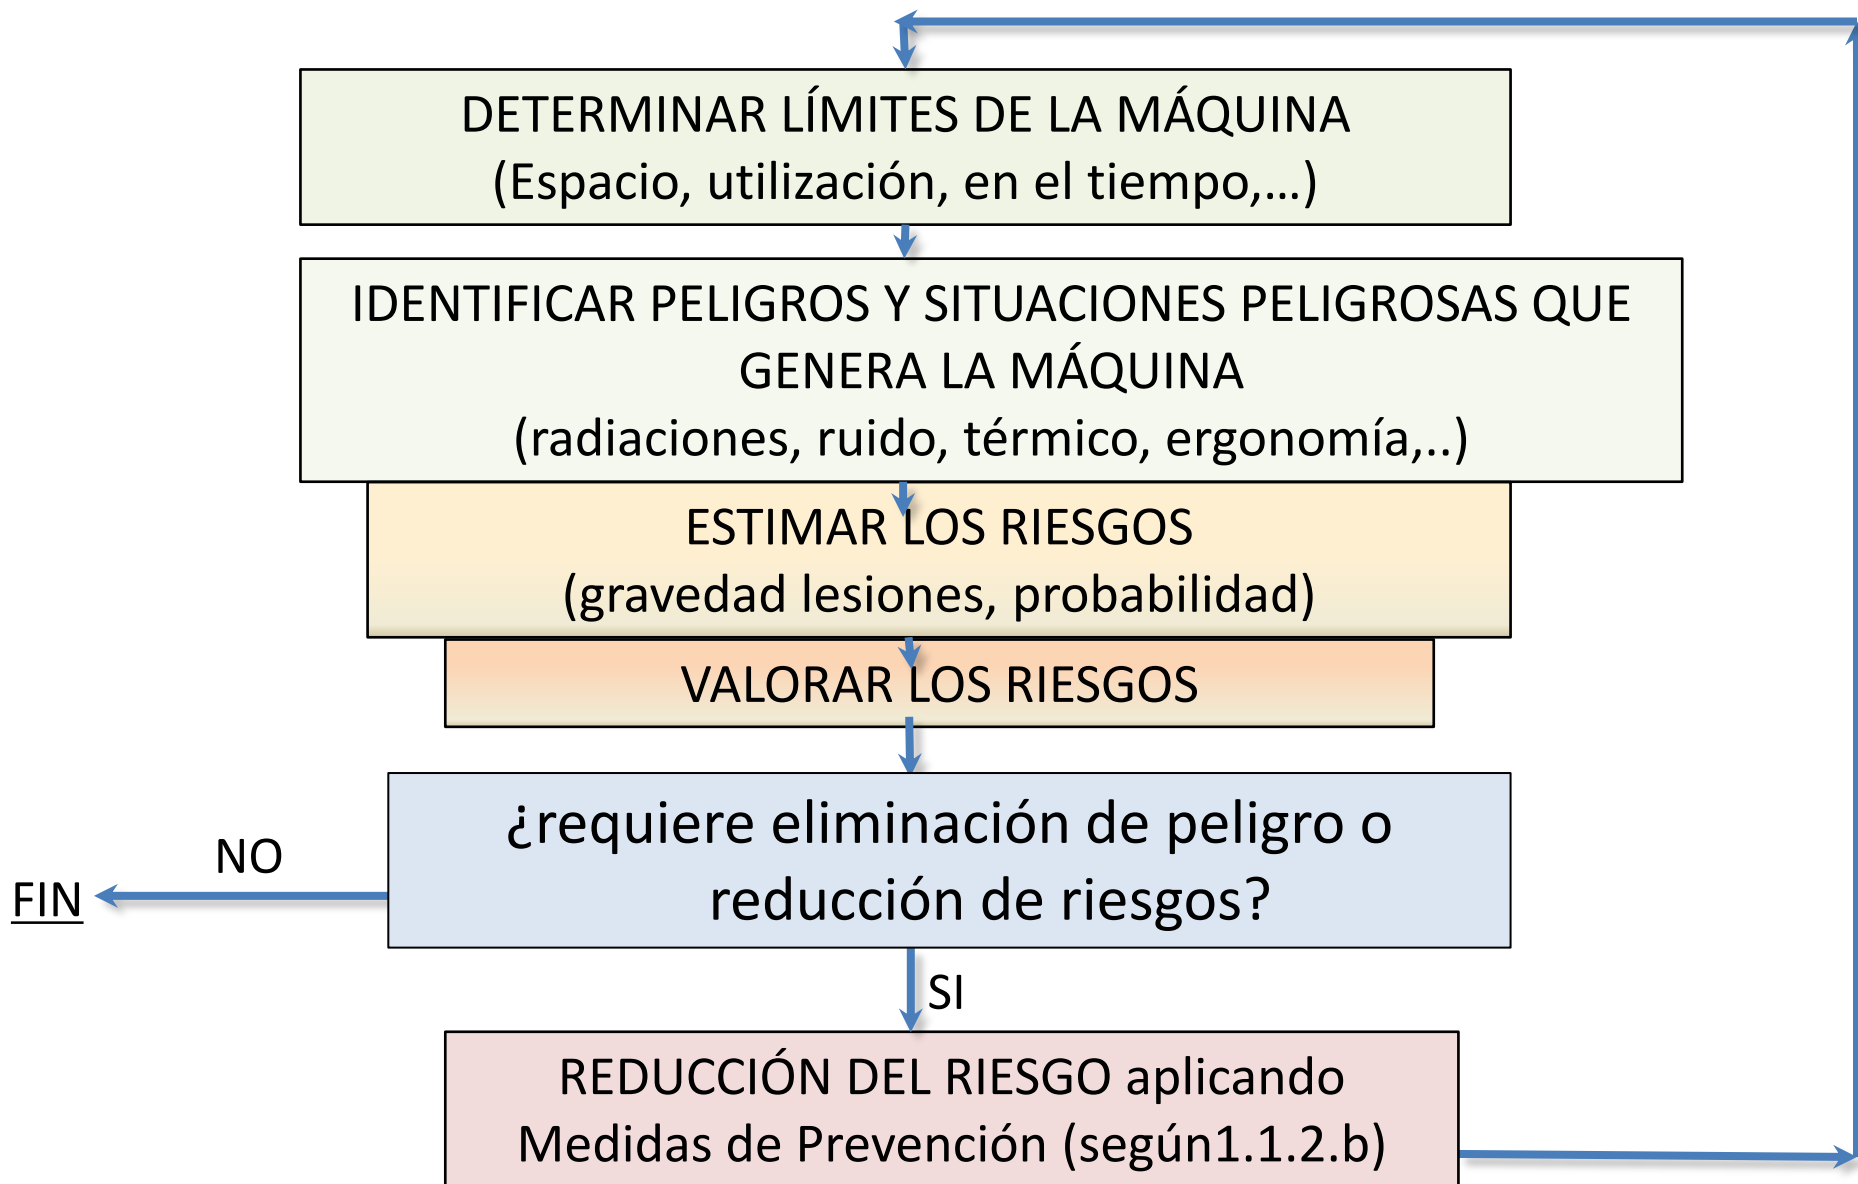 DETERMINAR LÍMITES DE LA MÁQUINA
(Espacio, utilización, en el tiempo,...)
IDENTIFICAR PELIGROS Y SITUACIONES PELIGROSAS QUE
GENERA LA MÁQUINA
(radiaciones, ruido, térmico, ergonomía,..)
ESTIMAR LOS RIESGOS
(gravedad lesiones, probabilidad)
VALORAR LOS RIESGOS
¿requiere eliminación de peligro o
reducción de riesgos?
NO
FIN
SI
REDUCCIÓN DEL RIESGO aplicando
Medidas de Prevención (según1.1.2.b)